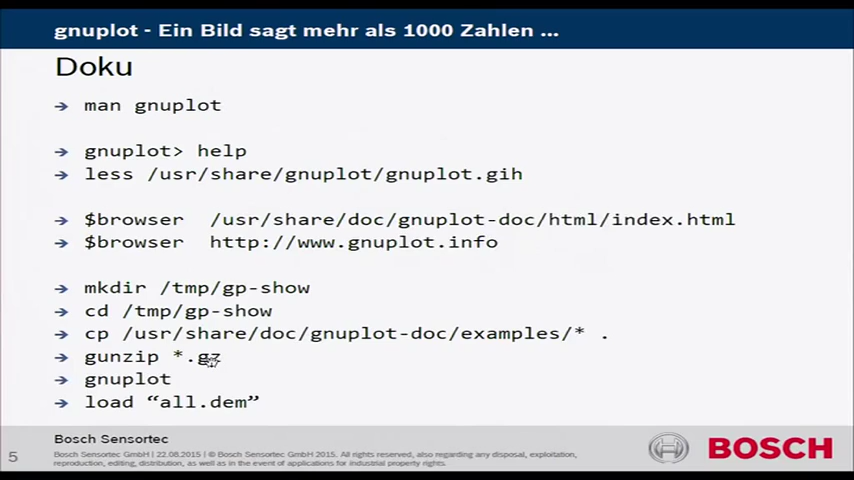 gnuplot - Ein Bild sagt mehr als 1000 Zahlen ...
Doku
→ man gnuplot
→ gnuplot> help
→ less /usr/share/gnuplot/gnuplot.gih
→ $browser /usr/share/doc/gnuplot-doc/html/index.html
→ $browser http://www.gnuplot.info
→ mkdir /tmp/gp-show
→ cd /tmp/gp-show
→ cp /usr/share/doc/gnuplot-doc/examples/* .
→ gunzip *.gz
→ gnuplot
→ load “all.dem”
Bosch Sensortec
5
Bosch Sensortec GmbH | 22.08.2015 | © Bosch Sensortec GmbH 2015. All rights reserved, also regarding any disposal, exploitation,
reproduction, editing, distribution, as well as in the event of applications for industrial property rights.
BOSCH